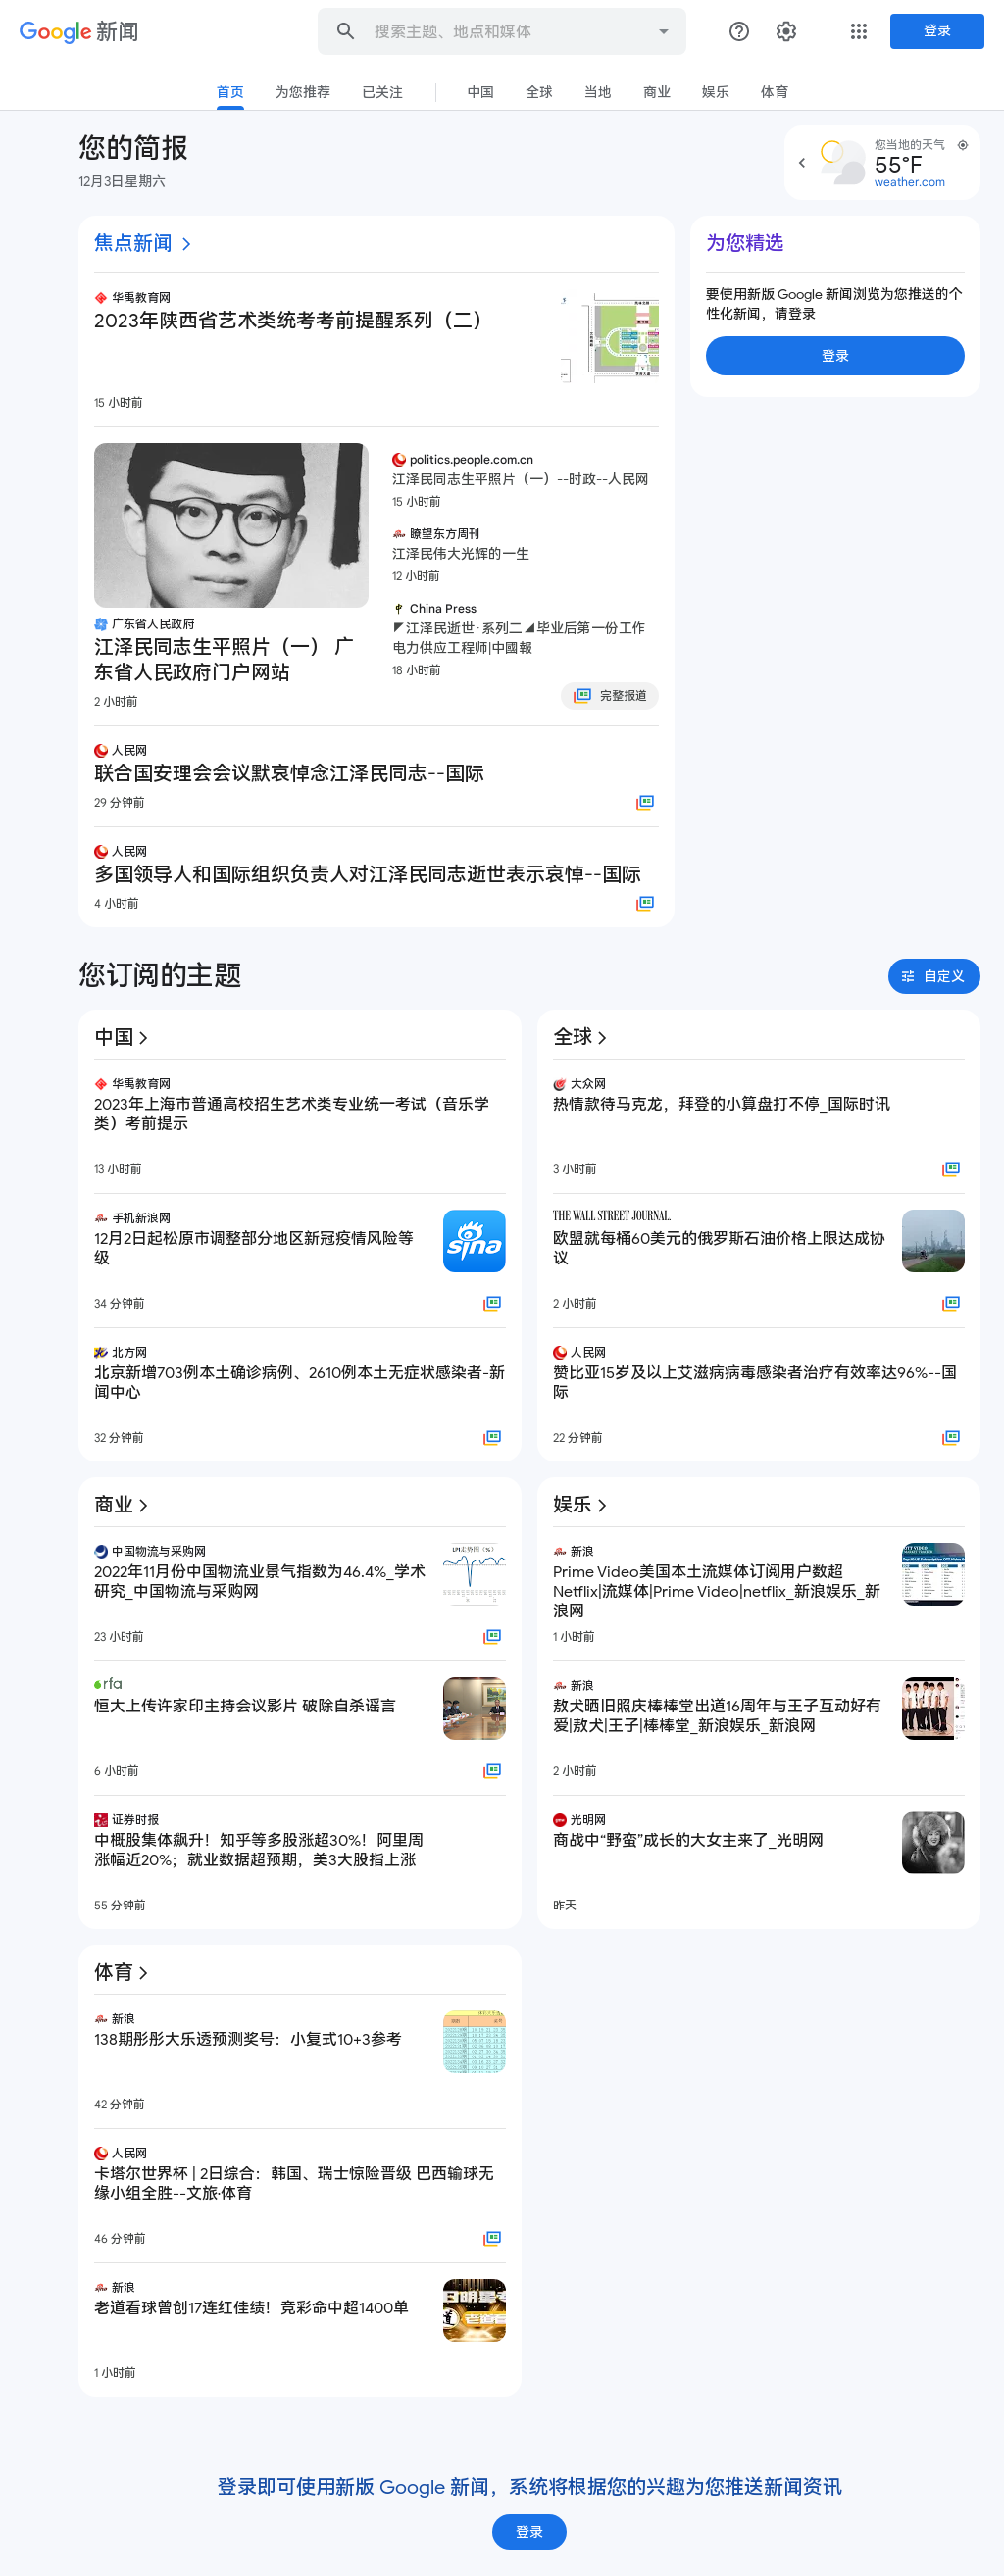 Google 新闻
搜索主题、地点和媒体
登录
首页
为您推荐
已关注
中国
全球
当地
商业
娱乐
体育
您的简报
12月3日星期六
您当地的天气
55°F
weather.com
焦点新闻
华禹教育网
2023年陕西省艺术类统考考前提醒系列（二）
15 小时前
广东省人民政府
江泽民同志生平照片（一） 广
东省人民政府门户网站
2 小时前
politics.people.com.cn
江泽民同志生平照片（一）--时政--人民网
15 小时前
瞭望东方周刊
江泽民伟大光辉的一生
12 小时前
China Press
◤江泽民逝世·系列二◢毕业后第一份工作
电力供应工程师|中國報
18 小时前
完整报道
人民网
联合国安理会会议默哀悼念江泽民同志--国际
29 分钟前
人民网
多国领导人和国际组织负责人对江泽民同志逝世表示哀悼--国际
4 小时前
为您精选
要使用新版 Google 新闻浏览为您推送的个
性化新闻，请登录
登录
您订阅的主题
自定义
中国
华禹教育网
2023年上海市普通高校招生艺术类专业统一考试（音乐学
类）考前提示
13 小时前
手机新浪网
12月2日起松原市调整部分地区新冠疫情风险等
级
sina
34 分钟前
北方网
北京新增703例本土确诊病例、2610例本土无症状感染者-新
闻中心
32 分钟前
全球
大众网
热情款待马克龙，拜登的小算盘打不停_国际时讯
3 小时前
THE WALL STREET JOURNAL.
欧盟就每桶60美元的俄罗斯石油价格上限达成协
议
2 小时前
人民网
赞比亚15岁及以上艾滋病病毒感染者治疗有效率达96%--国
际
22 分钟前
商业
中国物流与采购网
2022年11月份中国物流业景气指数为46.4%_学术
研究_中国物流与采购网
LPI走势图（%）
23 小时前
rfa
恒大上传许家印主持会议影片 破除自杀谣言
6 小时前
证券时报
中概股集体飙升！知乎等多股涨超30%！阿里周
涨幅近20%；就业数据超预期，美3大股指上涨
55 分钟前
娱乐
新浪
Prime Video美国本土流媒体订阅用户数超
Netflix|流媒体|Prime Video|netflix_新浪娱乐_新
浪网
1 小时前
新浪
敖犬晒旧照庆棒棒堂出道16周年与王子互动好有
爱|敖犬|王子|棒棒堂_新浪娱乐_新浪网
2 小时前
光明网
商战中“野蛮”成长的大女主来了_光明网
昨天
体育
新浪
138期彤彤大乐透预测奖号：小复式10+3参考
42 分钟前
人民网
卡塔尔世界杯 | 2日综合：韩国、瑞士惊险晋级 巴西输球无
缘小组全胜--文旅·体育
46 分钟前
新浪
老道看球曾创17连红佳绩！竞彩命中超1400单
1 小时前
登录即可使用新版 Google 新闻，系统将根据您的兴趣为您推送新闻资讯
登录